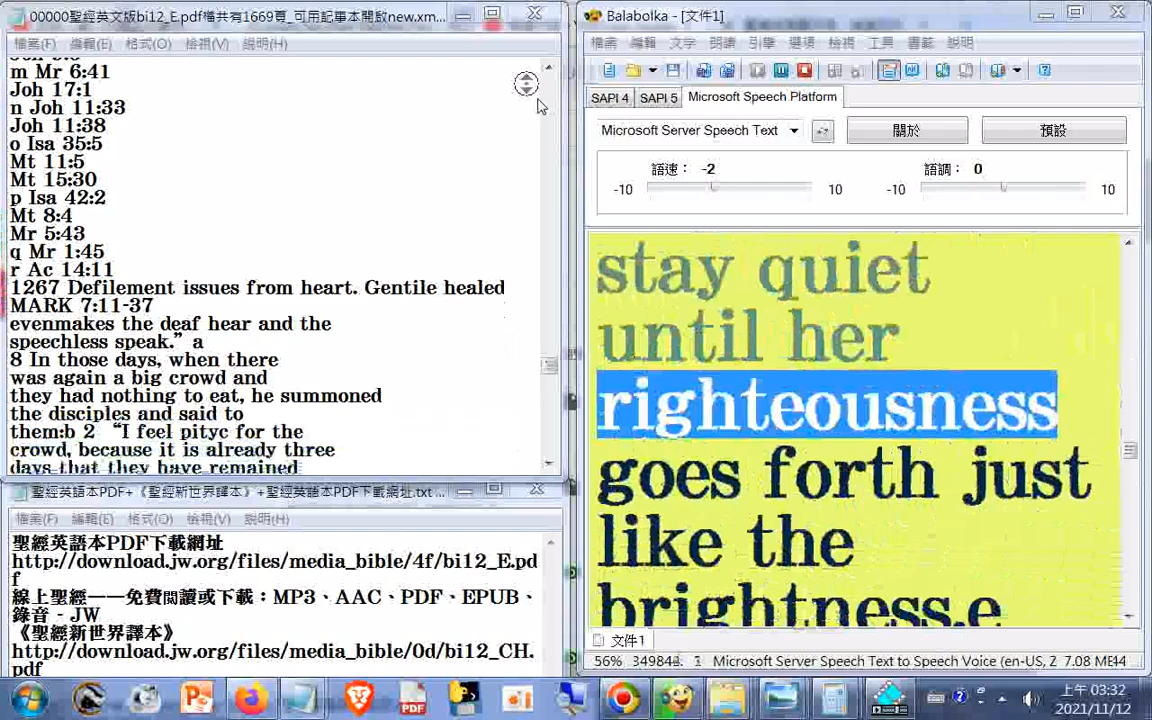 00000聖經英文版bi12_E.pdf檔共有1669頁_可用記事本開啟new.xm...
檔案(F) 編輯(E) 格式(O) 檢視(V) 說明(H)
m Mr 6:41
Joh 17:1
n Joh 11:33
Joh 11:38
o Isa 35:5
Mt 11:5
Mt 15:30
p Isa 42:2
Mt 8:4
Mr 5:43
q Mr 1:45
r Ac 14:11
1267 Defilement issues from heart. Gentile healed
MARK 7:11-37
evenmakes the deaf hear and the
speechless speak.” a
8 In those days, when there
was again a big crowd and
they had nothing to eat, he summoned
the disciples and said to
them:b 2 “I feel pityc for the
crowd, because it is already three
days that they have remained
聖經英語本PDF+《聖經新世界譯本》+聖經英語本PDF下載網址.txt ...
檔案(F) 編輯(E) 格式(O) 檢視(V) 說明(H)
聖經英語本PDF下載網址
http://download.jw.org/files/media_bible/4f/bi12_E.pd
f
線上聖經——免費閱讀或下載：MP3、AAC、PDF、EPUB、
錄音 - JW
《聖經新世界譯本》
http://download.jw.org/files/media_bible/0d/bi12_CH.
pdf
Balabolka - [文件1]
檔案 編輯 文字 朗讀 引擎 選項 檢視 工具 書籤 說明
SAPI 4 SAPI 5 Microsoft Speech Platform
Microsoft Server Speech Text 關於 預設
語速： -2 語調： 0
-10 10 -10 10
stay quiet
until her
righteousness
goes forth just
like the
brightness,e
文件1
56% 1 Microsoft Server Speech Text to Speech Voice (en-US, 2 7.08 ME
PDF
上午 03:32
2021/11/12